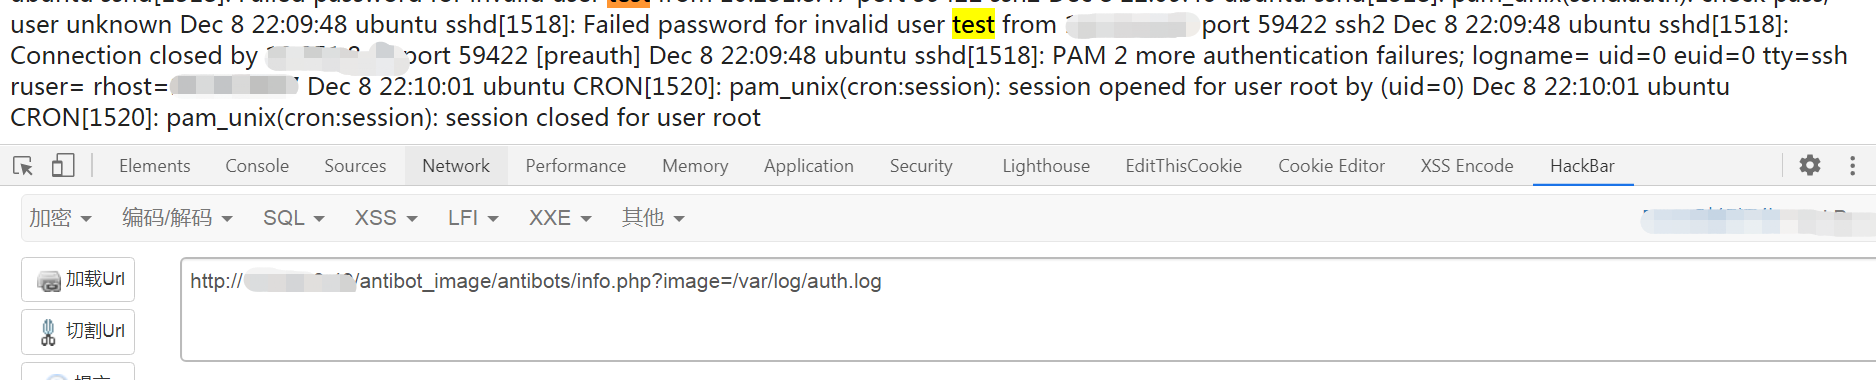 user unknown Dec 8 22:09:48 ubuntu sshd[1518]: Failed password for invalid user test from port 59422 ssh2 Dec 8 22:09:48 ubuntu sshd[1518]:
Connection closed by port 59422 [preauth] Dec 8 22:09:48 ubuntu sshd[1518]: PAM 2 more authentication failures; logname= uid=0 euid=0 tty=ssh
ruser= rhost= Dec 8 22:10:01 ubuntu CRON[1520]: pam_unix(cron:session): session opened for user root by (uid=0) Dec 8 22:10:01 ubuntu
CRON[1520]: pam_unix(cron:session): session closed for user root
Elements Console Sources Network Performance Memory Application Security Lighthouse EditThisCookie Cookie Editor XSS Encode HackBar
加密 编码/解码 SQL XSS LFI XXE 其他
加载Url http:// /antibot_image/antibots/info.php?image=/var/log/auth.log
切割Url